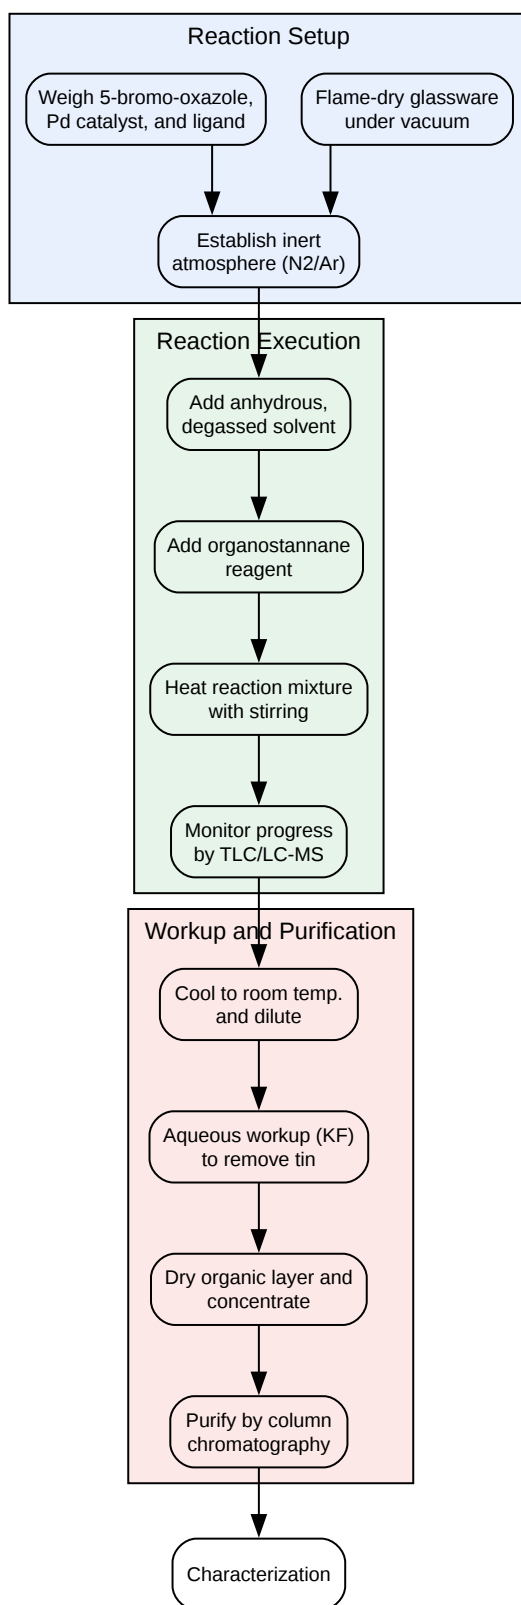 Reaction Setup
Weigh 5-bromo-oxazole,
Pd catalyst, and ligand
Flame-dry glassware
under vacuum
Establish inert
atmosphere (N2/Ar)
Reaction Execution
Add anhydrous,
degassed solvent
Add organostannane
reagent
Heat reaction mixture
with stirring
Monitor progress
by TLC/LC-MS
Workup and Purification
Cool to room temp.
and dilute
Aqueous workup (KF)
to remove tin
Dry organic layer and
concentrate
Purify by column
chromatography
Characterization